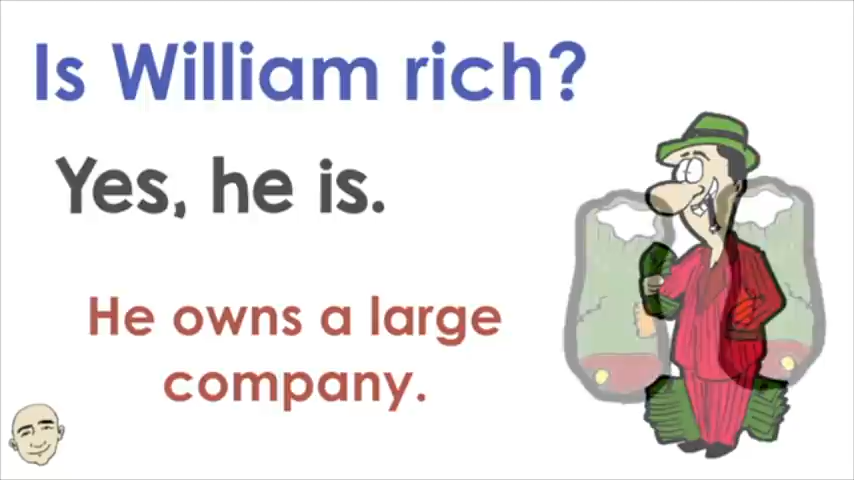 Is William rich?
Yes, he is.
He owns a large
company.